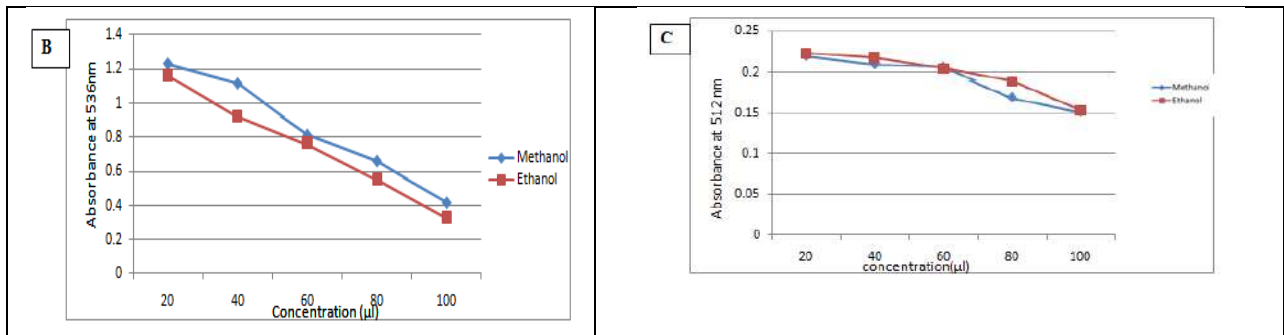 B
Absorbance at 536nm
1.4
1.2
1
0.8
0.6
0.4
0.2
0
20 40 60 80 100
Concentration (µl)
Methanol
Ethanol
C
Absorbance at 512 nm
0.25
0.2
0.15
0.1
0.05
0
20 40 60 80 100
concentration(µl)
Methanol
Ethanol